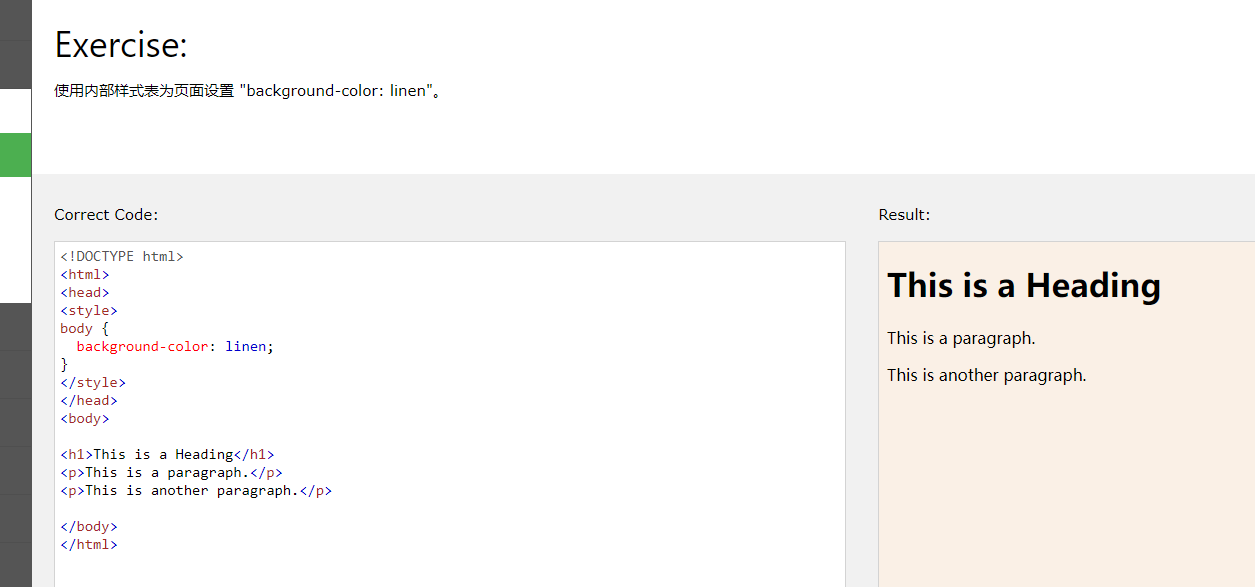 Exercise:
使用内部样式表为页面设置 "background-color: linen"。
Correct Code:
<!DOCTYPE html>
<html>
<head>
<style>
body {
  background-color: linen;
}
</style>
</head>
<body>

<h1>This is a Heading</h1>
<p>This is a paragraph.</p>
<p>This is another paragraph.</p>

</body>
</html>
Result:
This is a Heading
This is a paragraph.
This is another paragraph.